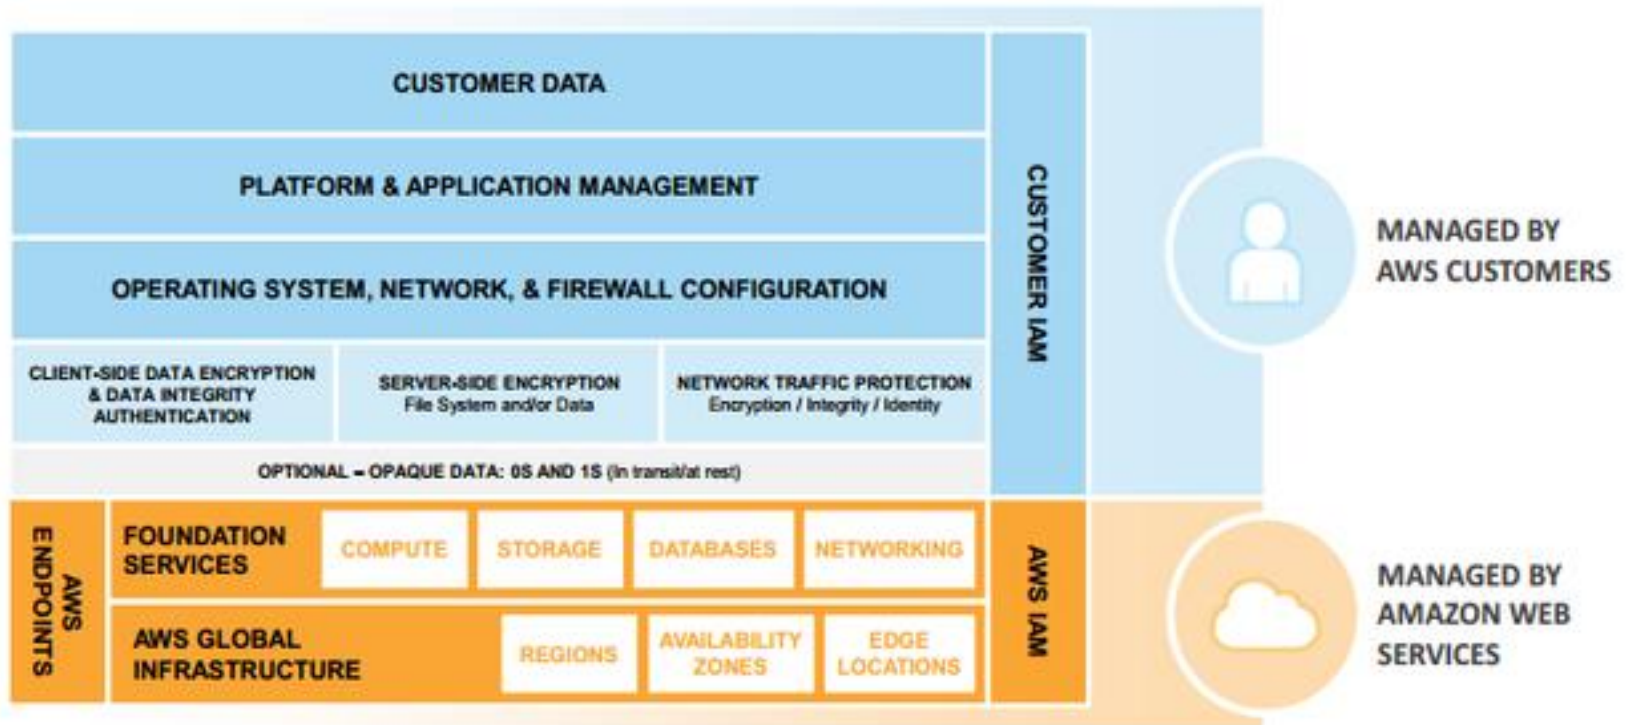 CUSTOMER DATA
PLATFORM & APPLICATION MANAGEMENT
OPERATING SYSTEM, NETWORK, & FIREWALL CONFIGURATION
CLIENT-SIDE DATA ENCRYPTION
& DATA INTEGRITY
AUTHENTICATION
SERVER-SIDE ENCRYPTION
File System and/or Data
NETWORK TRAFFIC PROTECTION
Encryption / Integrity / Identity
OPTIONAL – OPAQUE DATA: 0S AND 1S (In transit/at rest)
CUSTOMER IAM
MANAGED BY
AWS CUSTOMERS
AWS
ENDPOINTS
FOUNDATION
SERVICES
COMPUTE
STORAGE
DATABASES
NETWORKING
AWS GLOBAL
INFRASTRUCTURE
REGIONS
AVAILABILITY
ZONES
EDGE
LOCATIONS
AWS IAM
MANAGED BY
AMAZON WEB
SERVICES